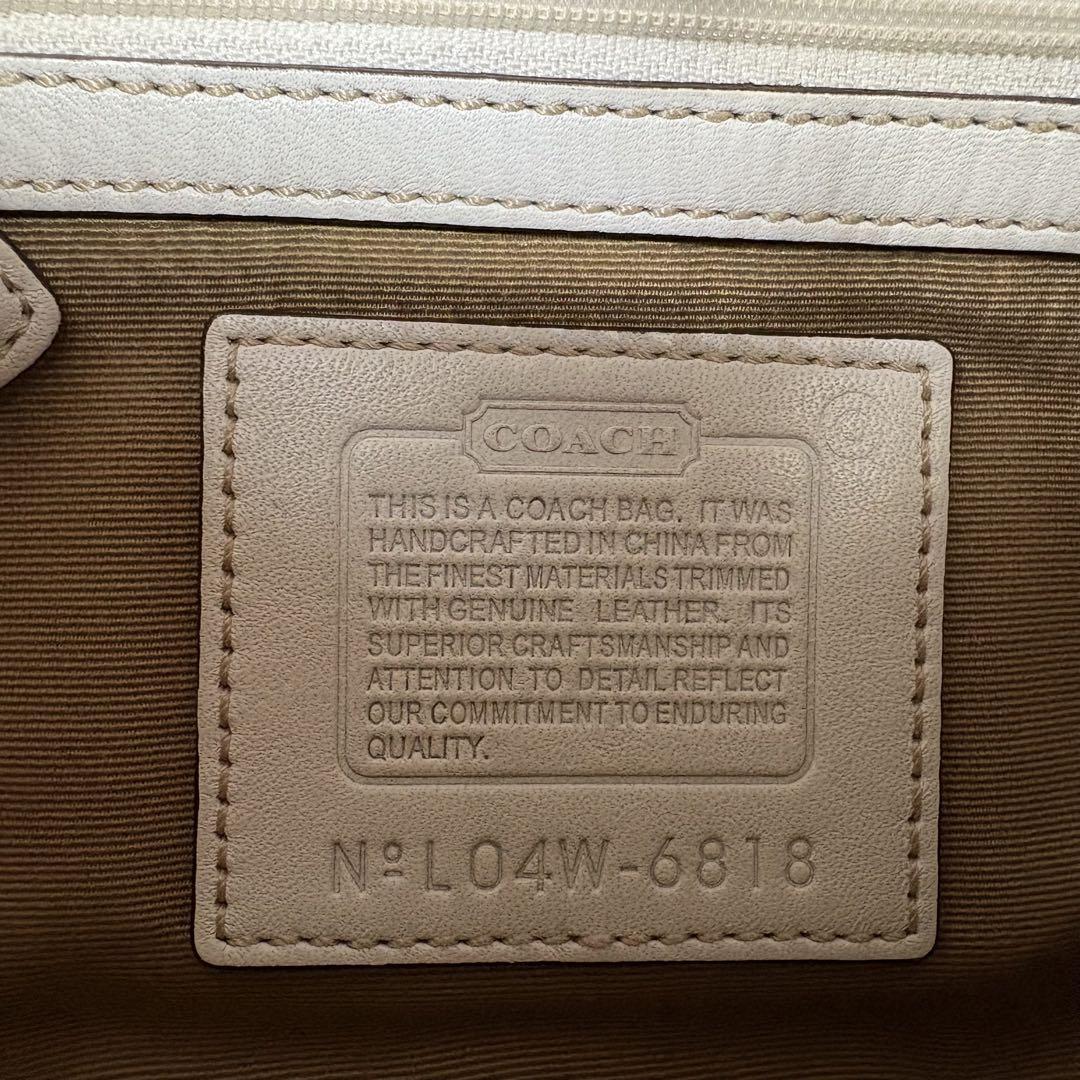 COACH
THIS IS A COACH BAG. IT WAS
HANDCRAFTED IN CHINA FROM
THE FINEST MATERIALS TRIMMED
WITH GENUINE LEATHER. ITS
SUPERIOR CRAFTSMANSHIP AND
ATTENTION TO DETAIL REFLECT
OUR COMMITMENT TO ENDURING
QUALITY.
Nº L04W-6818